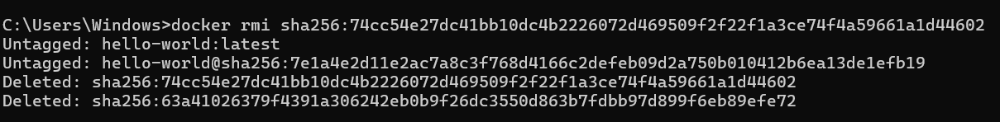 C:\Users\Windows>docker rmi sha256:74cc54e27dc41bb10dc4b2226072d469509f2f22f1a3ce74f4a59661a1d44602
Untagged: hello-world:latest
Untagged: hello-world@sha256:7e1a4e2d11e2ac7a8c3f768d4166c2defeb09d2a750b010412b6ea13de1efb19
Deleted: sha256:74cc54e27dc41bb10dc4b2226072d469509f2f22f1a3ce74f4a59661a1d44602
Deleted: sha256:63a41026379f4391a306242eb0b9f26dc3550d863b7fdbb97d899f6eb89efe72